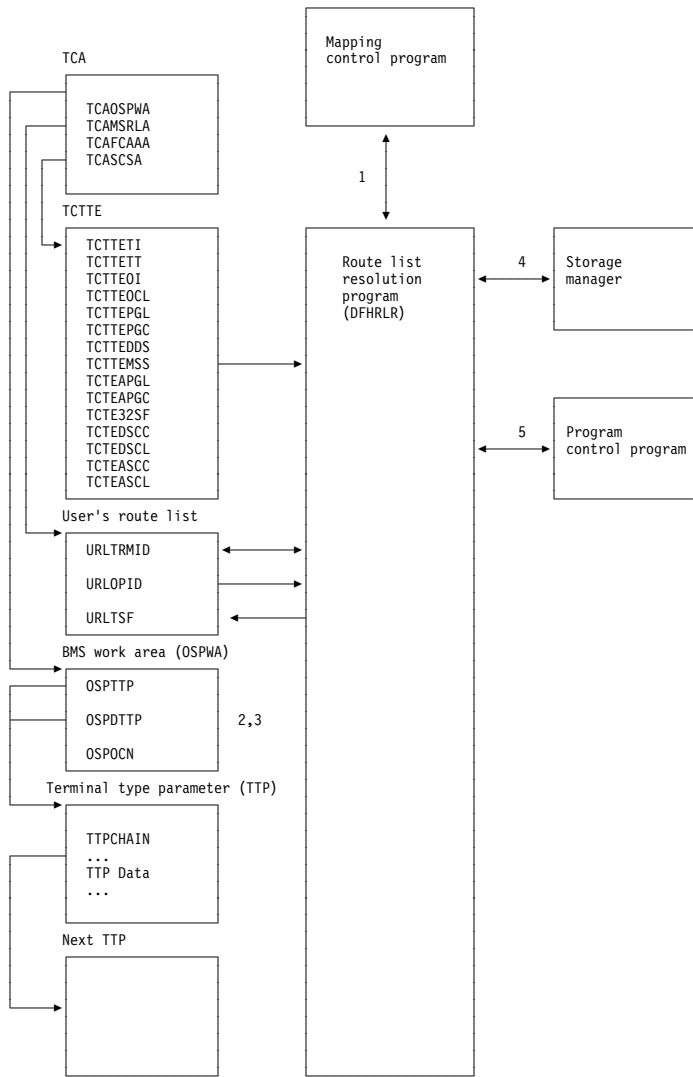 Mapping
control program
TCA
TCAOSPWA
TCAMSRLA
TCAFCAAA
TCASCSA
1
TCTTE
TCTTETI
TCTTETT
TCTTEOI
TCTTEOCL
TCTTEPGL
TCTTEPGC
TCTTEDDS
TCTTEMSS
TCTEAPGL
TCTEAPGC
TCTE32SF
TCTEDSCC
TCTEDSCL
TCTEASCC
TCTEASCL
Route list
resolution
program
(DFHRLR)
4
Storage
manager
5
Program
control program
User's route list
URLTRMID
URLOPID
URLTSF
BMS work area (OSPWA)
OSPTTP
OSPDTTP
OSPOCN
2,3
Terminal type parameter (TTP)
TTPCHAIN
...
TTP Data
...
Next TTP